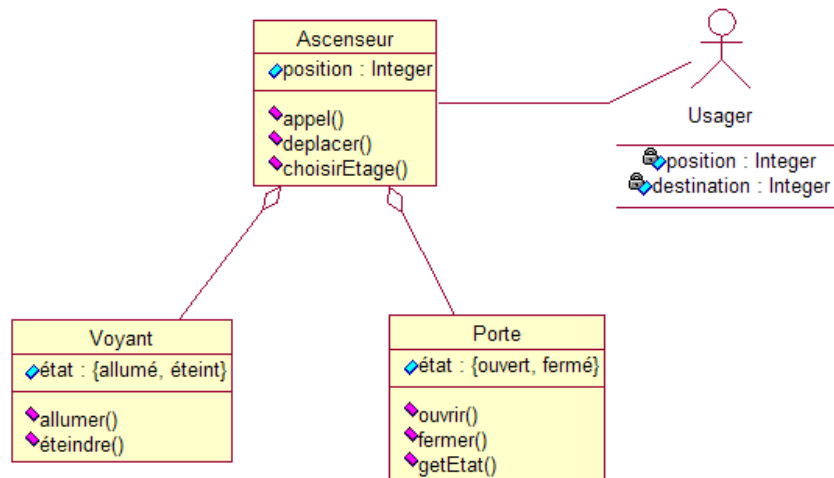 Ascenseur
position : Integer
appel()
deplacer()
choisirEtage()
Usager
position : Integer
destination : Integer
Voyant
état : {allumé, éteint}
allumer()
éteindre()
Porte
état : {ouvert, fermé}
ouvrir()
fermer()
getEtat()